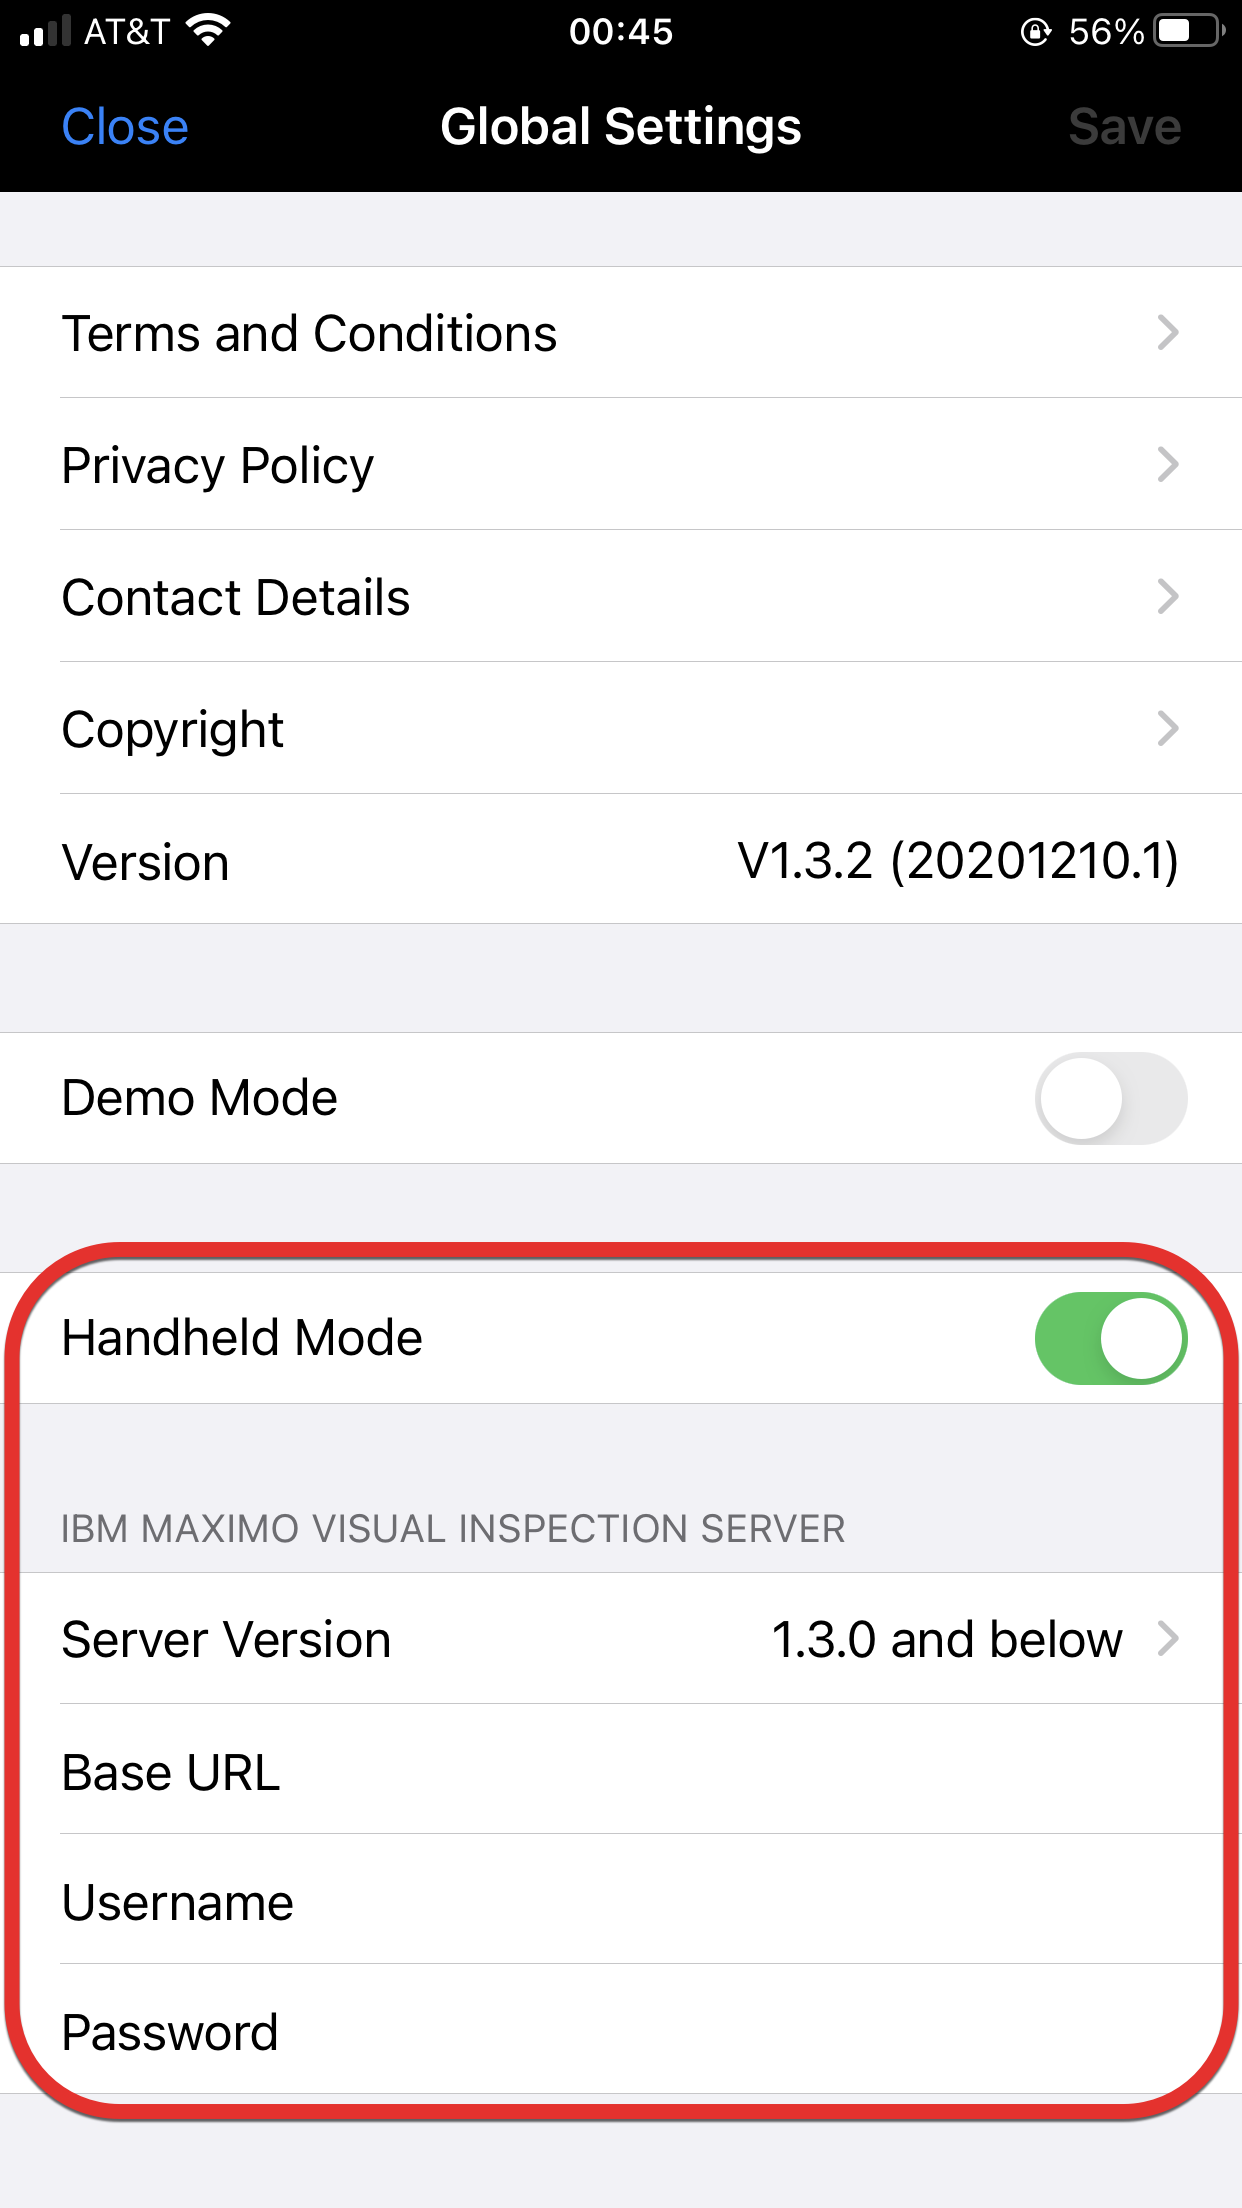 AT&T 00:45 56%
Close Global Settings Save
Terms and Conditions
Privacy Policy
Contact Details
Copyright
Version V1.3.2 (20201210.1)
Demo Mode
Handheld Mode
IBM MAXIMO VISUAL INSPECTION SERVER
Server Version 1.3.0 and below
Base URL
Username
Password